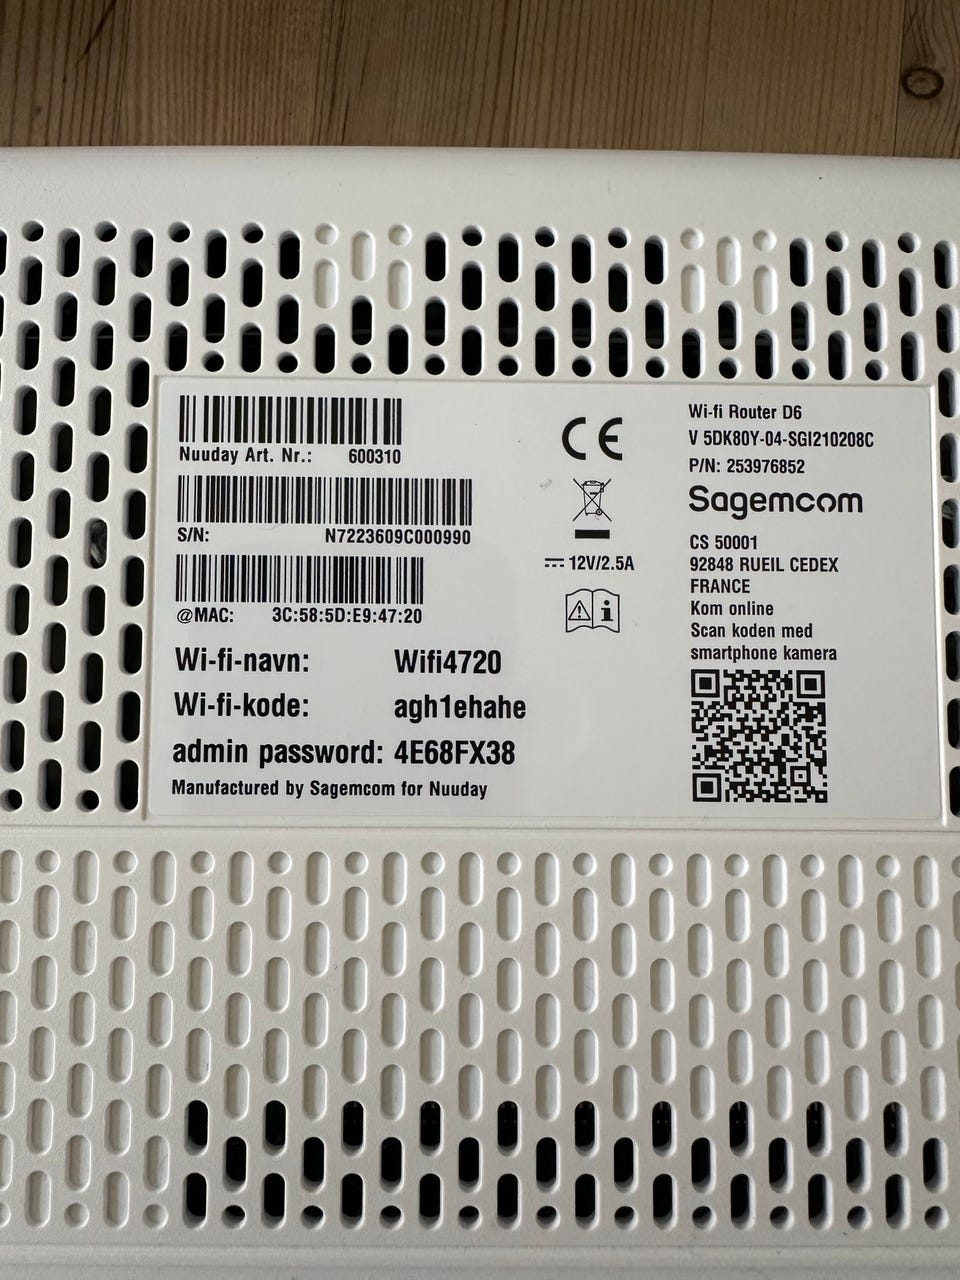 Nuuday Art. Nr.: 600310
S/N: N7223609C000990
@MAC: 3C:58:5D:E9:47:20
Wi-fi-navn: Wifi4720
Wi-fi-kode: agh1ehahe
admin password: 4E68FX38
Manufactured by Sagemcom for Nuuday
CE
12V/2.5A
Wi-fi Router D6
V 5DK80Y-04-SGI210208C
P/N: 253976852
Sagemcom
CS 50001
92848 RUEIL CEDEX
FRANCE
Kom online
Scan koden med
smartphone kamera